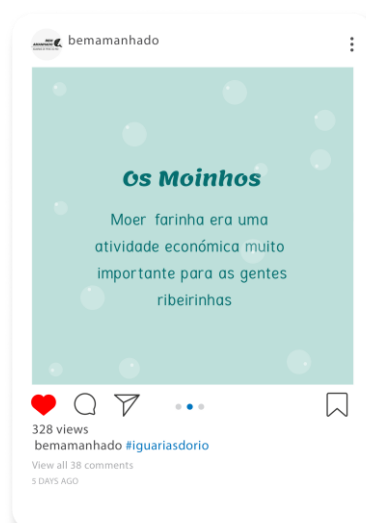 bemamanhado
Os Moinhos
Moer farinha era uma
atividade económica muito
importante para as gentes
ribeirinhas
328 views
bemamanhado #iguariasdorio
View all 38 comments
5 DAYS AGO